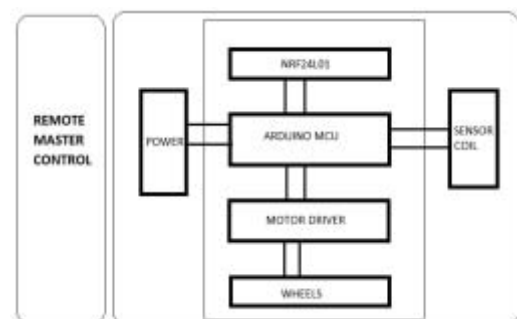 REMOTE
MASTER
CONTROL
NRF24L01
POWER
ARDUINO MCU
SENSOR
COIL
MOTOR DRIVER
WHEELS